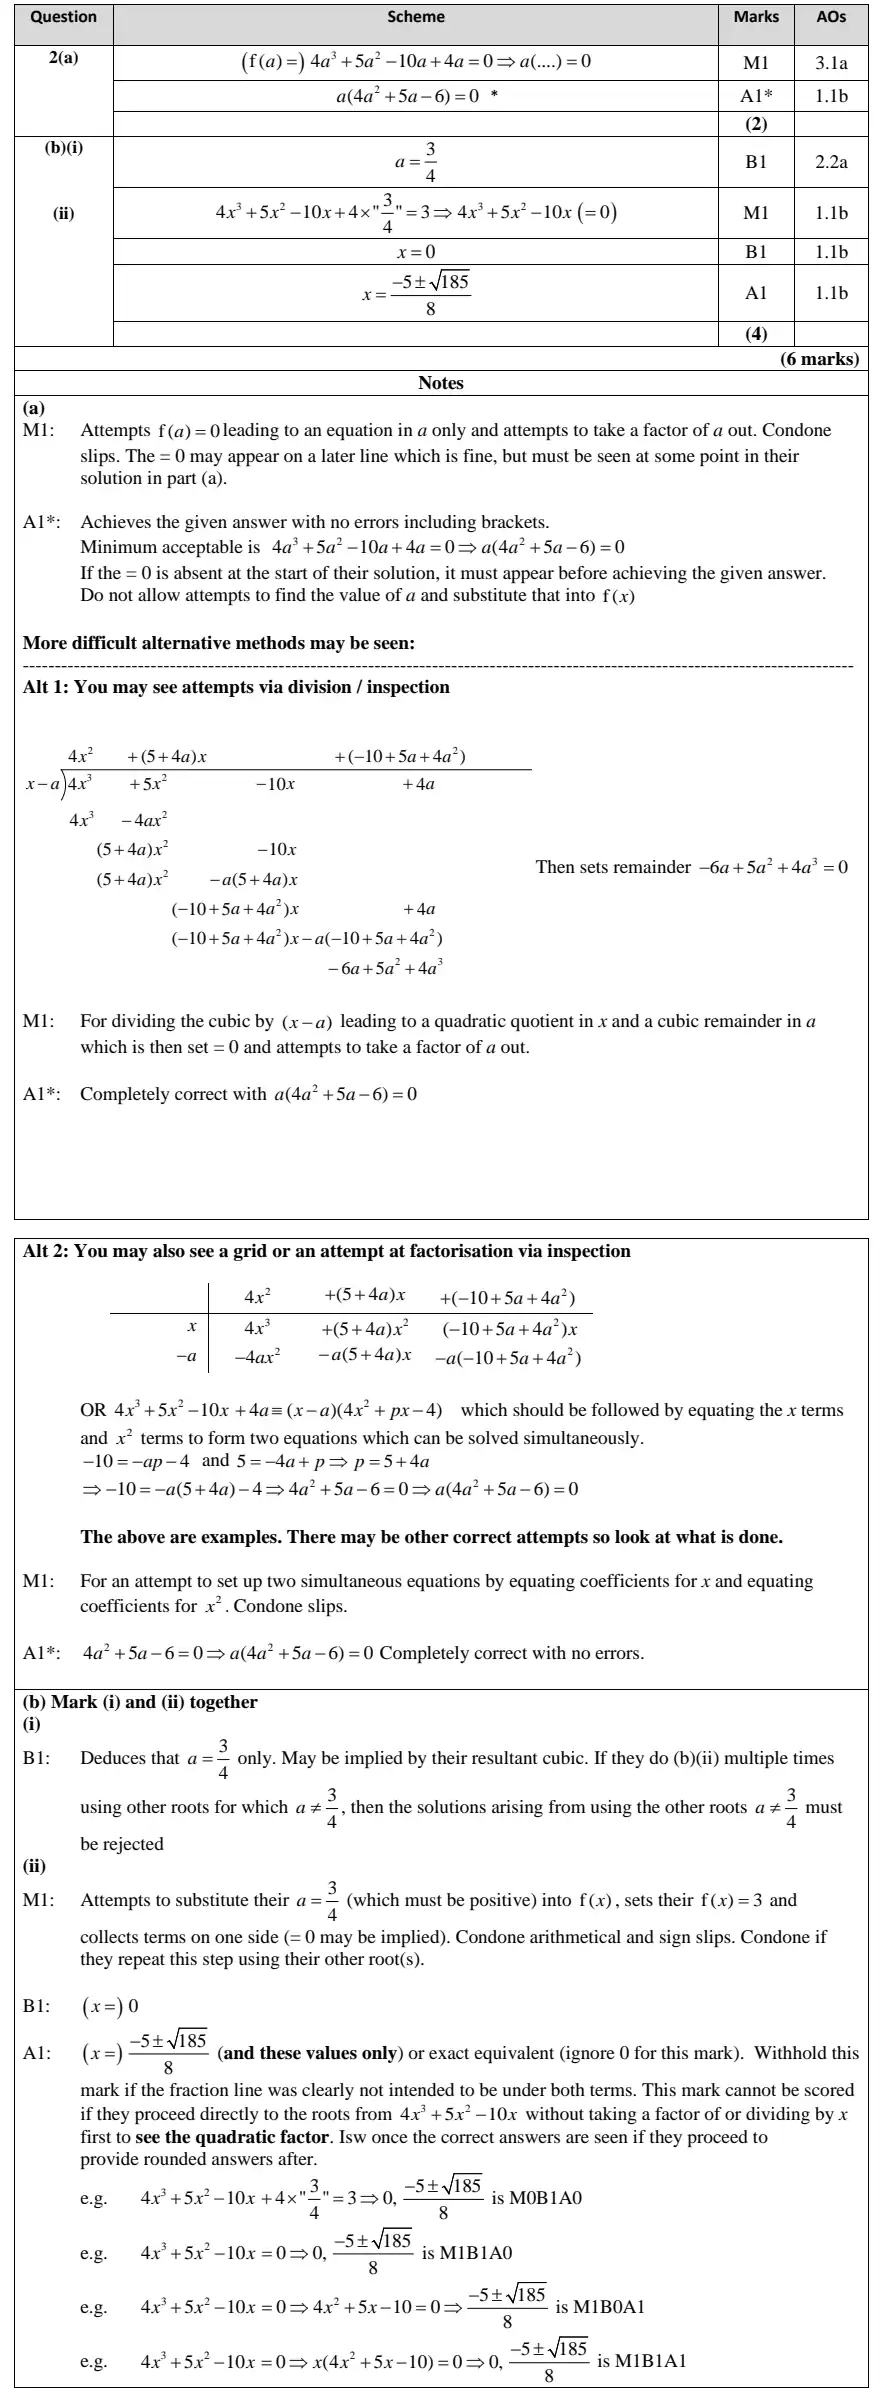 Question Scheme Marks AOs
2(a) (f(a) =) 4a³ + 5a² − 10a + 4a = 0 ⇒ a(....) = 0 M1 3.1a
a(4a² + 5a − 6) = 0 * A1* 1.1b
(2)
(b)(i) a = 3/4 B1 2.2a
(ii) 4x³ + 5x² − 10x + 4 × "3/4" = 3 ⇒ 4x³ + 5x² − 10x (= 0) M1 1.1b
x = 0 B1 1.1b
x = (−5 ± √185)/8 A1 1.1b
(4)
(6 marks)
Notes
(a)
M1: Attempts f(a) = 0 leading to an equation in a only and attempts to take a factor of a out. Condone
slips. The = 0 may appear on a later line which is fine, but must be seen at some point in their
solution in part (a).
A1*: Achieves the given answer with no errors including brackets.
Minimum acceptable is 4a³ + 5a² − 10a + 4a = 0 ⇒ a(4a² + 5a − 6) = 0
If the = 0 is absent at the start of their solution, it must appear before achieving the given answer.
Do not allow attempts to find the value of a and substitute that into f(x)
More difficult alternative methods may be seen:
Alt 1: You may see attempts via division / inspection
4x² + (5 + 4a)x + (−10 + 5a + 4a²)
x − a)4x³ + 5x² − 10x + 4a
4x³ − 4ax²
(5 + 4a)x² − 10x
(5 + 4a)x² − a(5 + 4a)x
Then sets remainder −6a + 5a² + 4a³ = 0
(−10 + 5a + 4a²)x + 4a
(−10 + 5a + 4a²)x − a(−10 + 5a + 4a²)
− 6a + 5a² + 4a³
M1: For dividing the cubic by (x − a) leading to a quadratic quotient in x and a cubic remainder in a
which is then set = 0 and attempts to take a factor of a out.
A1*: Completely correct with a(4a² + 5a − 6) = 0
Alt 2: You may also see a grid or an attempt at factorisation via inspection
4x² +(5 + 4a)x +(−10 + 5a + 4a²)
x 4x³ +(5 + 4a)x² (−10 + 5a + 4a²)x
−a −4ax² −a(5 + 4a)x −a(−10 + 5a + 4a²)
OR 4x³ + 5x² − 10x + 4a ≡ (x − a)(4x² + px − 4) which should be followed by equating the x terms
and x² terms to form two equations which can be solved simultaneously.
−10 = −ap − 4 and 5 = −4a + p ⇒ p = 5 + 4a
⇒ −10 = −a(5 + 4a) − 4 ⇒ 4a² + 5a − 6 = 0 ⇒ a(4a² + 5a − 6) = 0
The above are examples. There may be other correct attempts so look at what is done.
M1: For an attempt to set up two simultaneous equations by equating coefficients for x and equating
coefficients for x². Condone slips.
A1*: 4a² + 5a − 6 = 0 ⇒ a(4a² + 5a − 6) = 0 Completely correct with no errors.
(b) Mark (i) and (ii) together
(i)
B1: Deduces that a = 3/4 only. May be implied by their resultant cubic. If they do (b)(ii) multiple times
using other roots for which a ≠ 3/4, then the solutions arising from using the other roots a ≠ 3/4 must
be rejected
(ii)
M1: Attempts to substitute their a = 3/4 (which must be positive) into f(x), sets their f(x) = 3 and
collects terms on one side (= 0 may be implied). Condone arithmetical and sign slips. Condone if
they repeat this step using their other root(s).
B1: (x =) 0
A1: (x =) (−5 ± √185)/8 (and these values only) or exact equivalent (ignore 0 for this mark). Withhold this
mark if the fraction line was clearly not intended to be under both terms. This mark cannot be scored
if they proceed directly to the roots from 4x³ + 5x² − 10x without taking a factor of or dividing by x
first to see the quadratic factor. Isw once the correct answers are seen if they proceed to
provide rounded answers after.
e.g. 4x³ + 5x² − 10x + 4 × "3/4" = 3 ⇒ 0, (−5 ± √185)/8 is M0B1A0
e.g. 4x³ + 5x² − 10x = 0 ⇒ 0, (−5 ± √185)/8 is M1B1A0
e.g. 4x³ + 5x² − 10x = 0 ⇒ 4x² + 5x − 10 = 0 ⇒ (−5 ± √185)/8 is M1B0A1
e.g. 4x³ + 5x² − 10x = 0 ⇒ x(4x² + 5x − 10) = 0 ⇒ 0, (−5 ± √185)/8 is M1B1A1